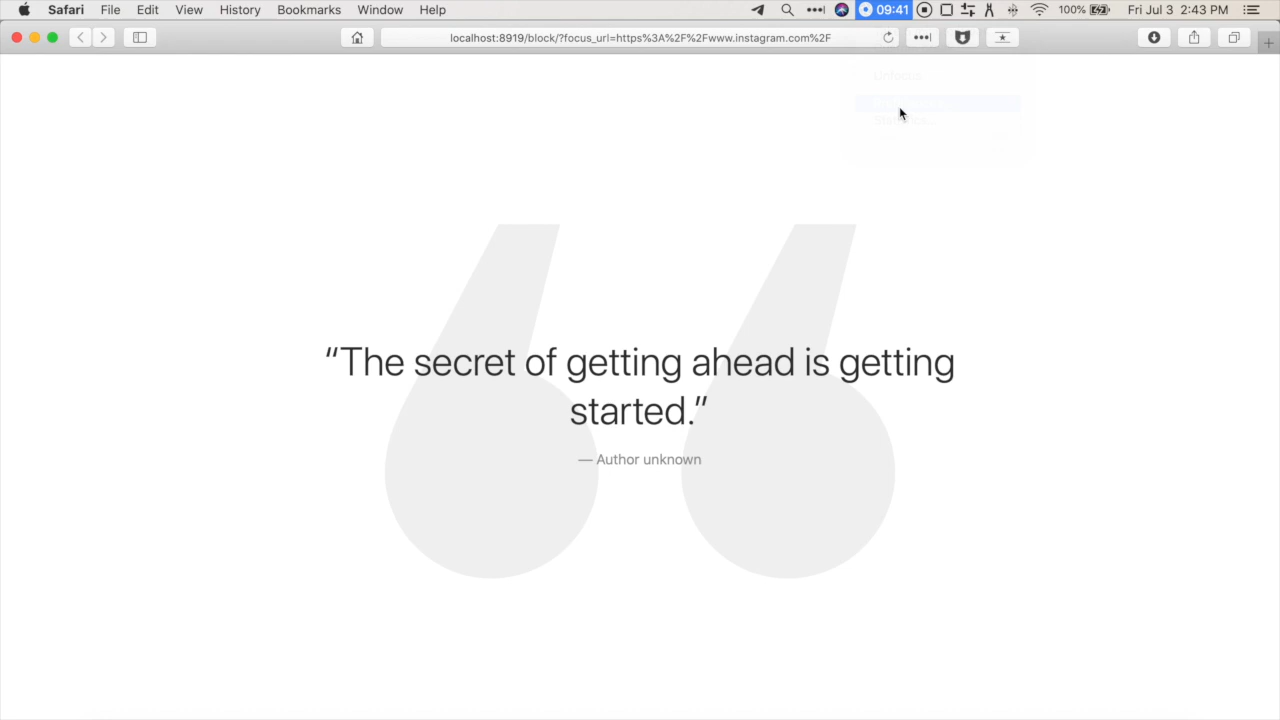 Safari File Edit View History Bookmarks Window Help 09:41 100% Fri Jul 3 2:43 PM
localhost:8919/block/?focus_url=https%3A%2F%2Fwww.instagram.com%2F
Unfocus
“The secret of getting ahead is getting
started.”
— Author unknown